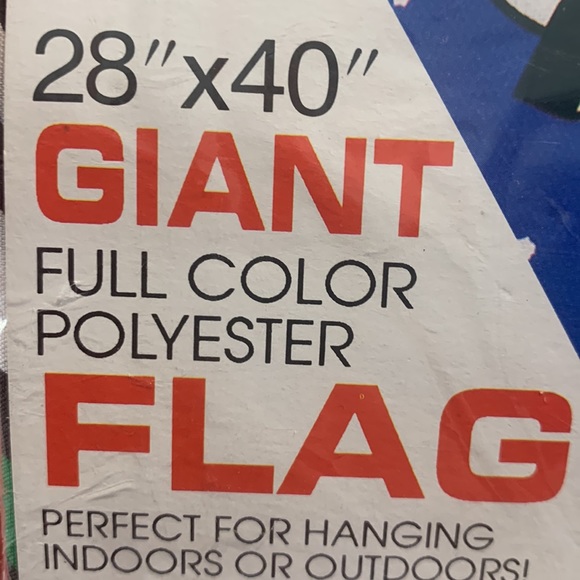 28"x40"
GIANT
FULL COLOR
POLYESTER
FLAG
PERFECT FOR HANGING
INDOORS OR OUTDOORS!